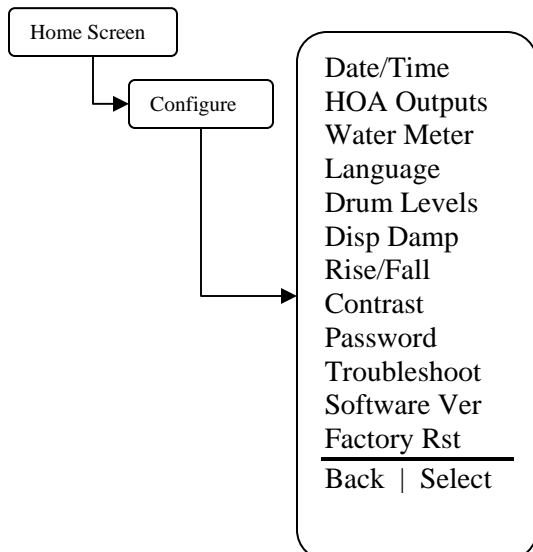 Home Screen
Configure
Date/Time
HOA Outputs
Water Meter
Language
Drum Levels
Disp Damp
Rise/Fall
Contrast
Password
Troubleshoot
Software Ver
Factory Rst
Back | Select